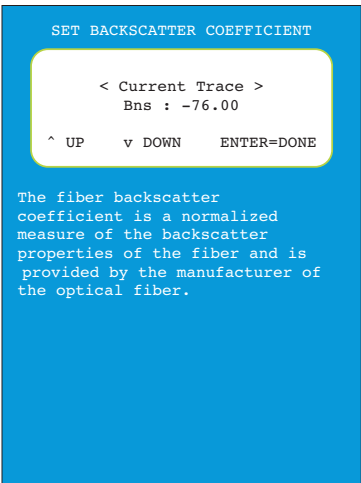 SET BACKSCATTER COEFFICIENT
< Current Trace >
Bns : -76.00
^ UP v DOWN ENTER=DONE
The fiber backscatter
coefficient is a normalized
measure of the backscatter
properties of the fiber and is
provided by the manufacturer of
the optical fiber.